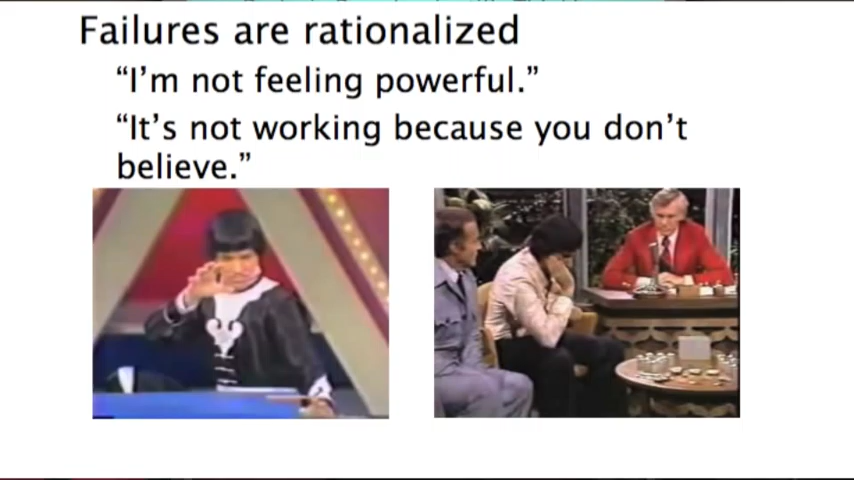 Failures are rationalized
“I’m not feeling powerful.”
“It’s not working because you don’t
believe.”